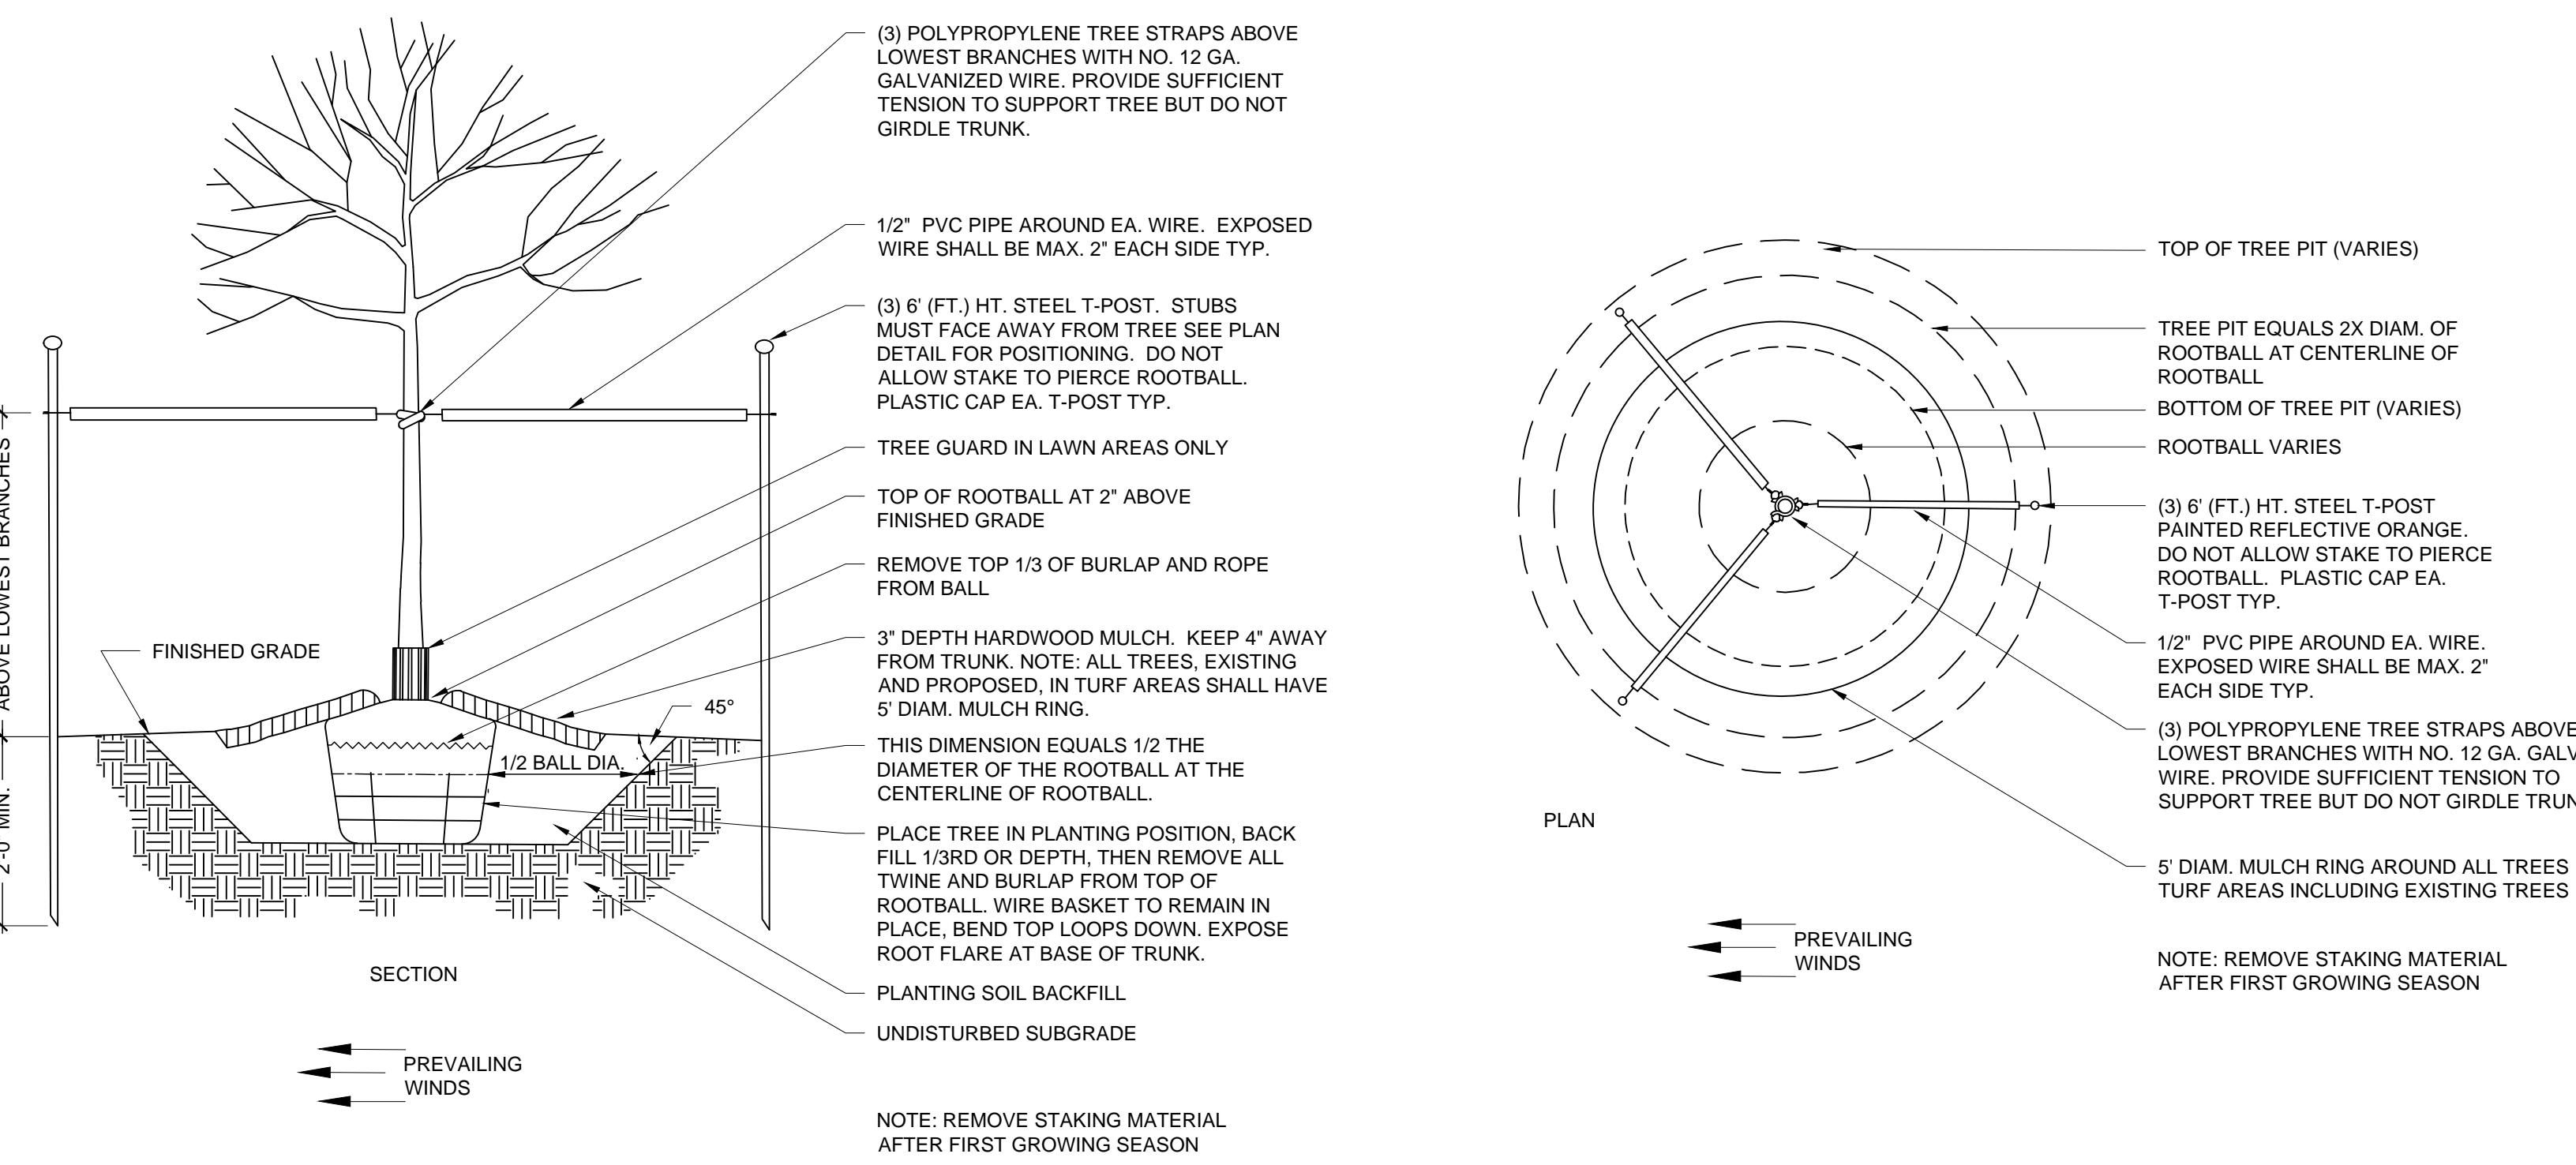 (3) POLYPROPYLENE TREE STRAPS ABOVE
LOWEST BRANCHES WITH NO. 12 GA.
GALVANIZED WIRE. PROVIDE SUFFICIENT
TENSION TO SUPPORT TREE BUT DO NOT
GIRDLE TRUNK.
1/2" PVC PIPE AROUND EA. WIRE. EXPOSED
WIRE SHALL BE MAX. 2" EACH SIDE TYP.
(3) 6' (FT.) HT. STEEL T-POST. STUBS
MUST FACE AWAY FROM TREE SEE PLAN
DETAIL FOR POSITIONING. DO NOT
ALLOW STAKE TO PIERCE ROOTBALL.
PLASTIC CAP EA. T-POST TYP.
TREE GUARD IN LAWN AREAS ONLY
TOP OF ROOTBALL AT 2" ABOVE
FINISHED GRADE
REMOVE TOP 1/3 OF BURLAP AND ROPE
FROM BALL
3" DEPTH HARDWOOD MULCH. KEEP 4" AWAY
FROM TRUNK. NOTE: ALL TREES, EXISTING
AND PROPOSED, IN TURF AREAS SHALL HAVE
5' DIAM. MULCH RING.
THIS DIMENSION EQUALS 1/2 THE
DIAMETER OF THE ROOTBALL AT THE
CENTERLINE OF ROOTBALL.
PLACE TREE IN PLANTING POSITION, BACK
FILL 1/3RD OR DEPTH, THEN REMOVE ALL
TWINE AND BURLAP FROM TOP OF
ROOTBALL. WIRE BASKET TO REMAIN IN
PLACE, BEND TOP LOOPS DOWN. EXPOSE
ROOT FLARE AT BASE OF TRUNK.
PLANTING SOIL BACKFILL
UNDISTURBED SUBGRADE
NOTE: REMOVE STAKING MATERIAL
AFTER FIRST GROWING SEASON
ABOVE LOWEST BRANCHES
MIN.
FINISHED GRADE
45°
1/2 BALL DIA.
SECTION
PREVAILING
WINDS
TOP OF TREE PIT (VARIES)
TREE PIT EQUALS 2X DIAM. OF
ROOTBALL AT CENTERLINE OF
ROOTBALL
BOTTOM OF TREE PIT (VARIES)
ROOTBALL VARIES
(3) 6' (FT.) HT. STEEL T-POST
PAINTED REFLECTIVE ORANGE.
DO NOT ALLOW STAKE TO PIERCE
ROOTBALL. PLASTIC CAP EA.
T-POST TYP.
1/2" PVC PIPE AROUND EA. WIRE.
EXPOSED WIRE SHALL BE MAX. 2"
EACH SIDE TYP.
(3) POLYPROPYLENE TREE STRAPS ABOVE
LOWEST BRANCHES WITH NO. 12 GA.
WIRE. PROVIDE SUFFICIENT TENSION TO
SUPPORT TREE BUT DO NOT GIRDLE
5' DIAM. MULCH RING AROUND ALL TREES
TURF AREAS INCLUDING EXISTING TREES
PLAN
PREVAILING
WINDS
NOTE: REMOVE STAKING MATERIAL
AFTER FIRST GROWING SEASON